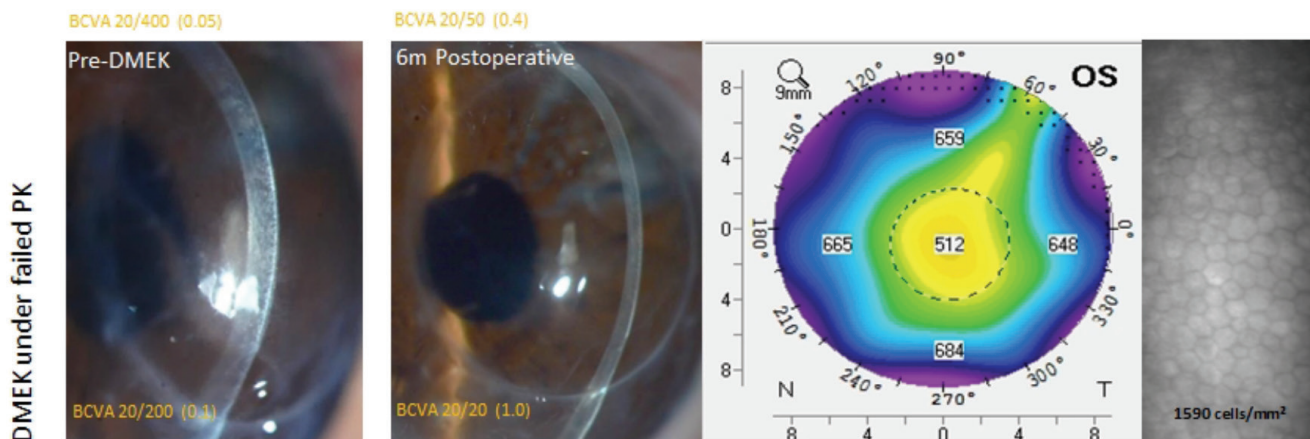 DMEK under failed PK
BCVA 20/400 (0.05)
Pre-DMEK
BCVA 20/200 (0.1)
BCVA 20/50 (0.4)
6m Postoperative
BCVA 20/20 (1.0)
OS
9mm
90°
120°
60°
150°
30°
180°
0°
210°
330°
240°
300°
270°
8
4
0
4
8
659
665
512
648
684
N
T
8
4
0
4
8
1590 cells/mm²